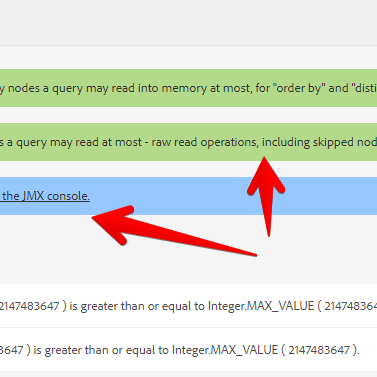 y nodes a query may read into memory at most, for "order by" and "disti
s a query may read at most - raw read operations, including skipped nod
the JMX console.
2147483647 ) is greater than or equal to Integer.MAX_VALUE ( 214748364
3647 ) is greater than or equal to Integer.MAX_VALUE ( 2147483647 ).